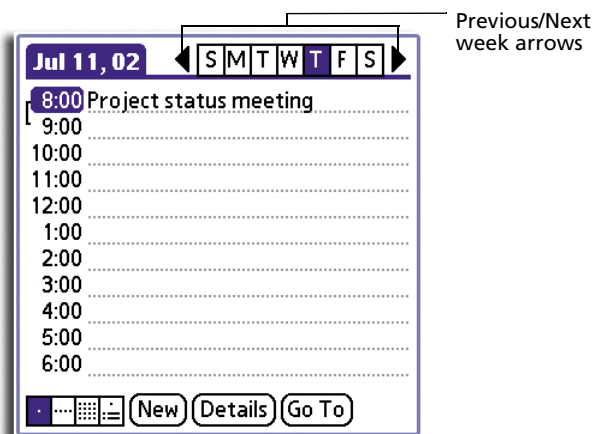 Previous/Next
week arrows
Jul 11, 02 S M T W T F S
8:00 Project status meeting
9:00
10:00
11:00
12:00
1:00
2:00
3:00
4:00
5:00
6:00
New Details Go To